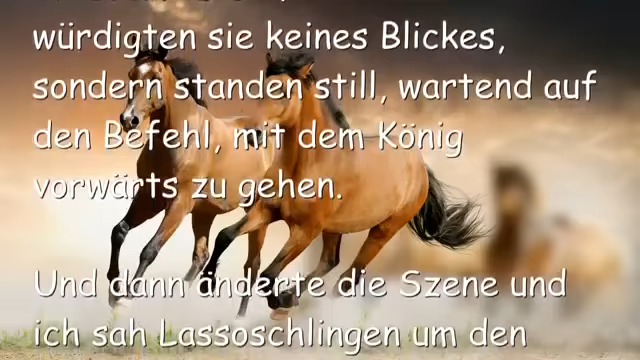 würdigten sie keines Blickes,
sondern standen still, wartend auf
den Befehl, mit dem König
vorwärts zu gehen.
Und dann änderte die Szene und
ich sah Lassoschlingen um den